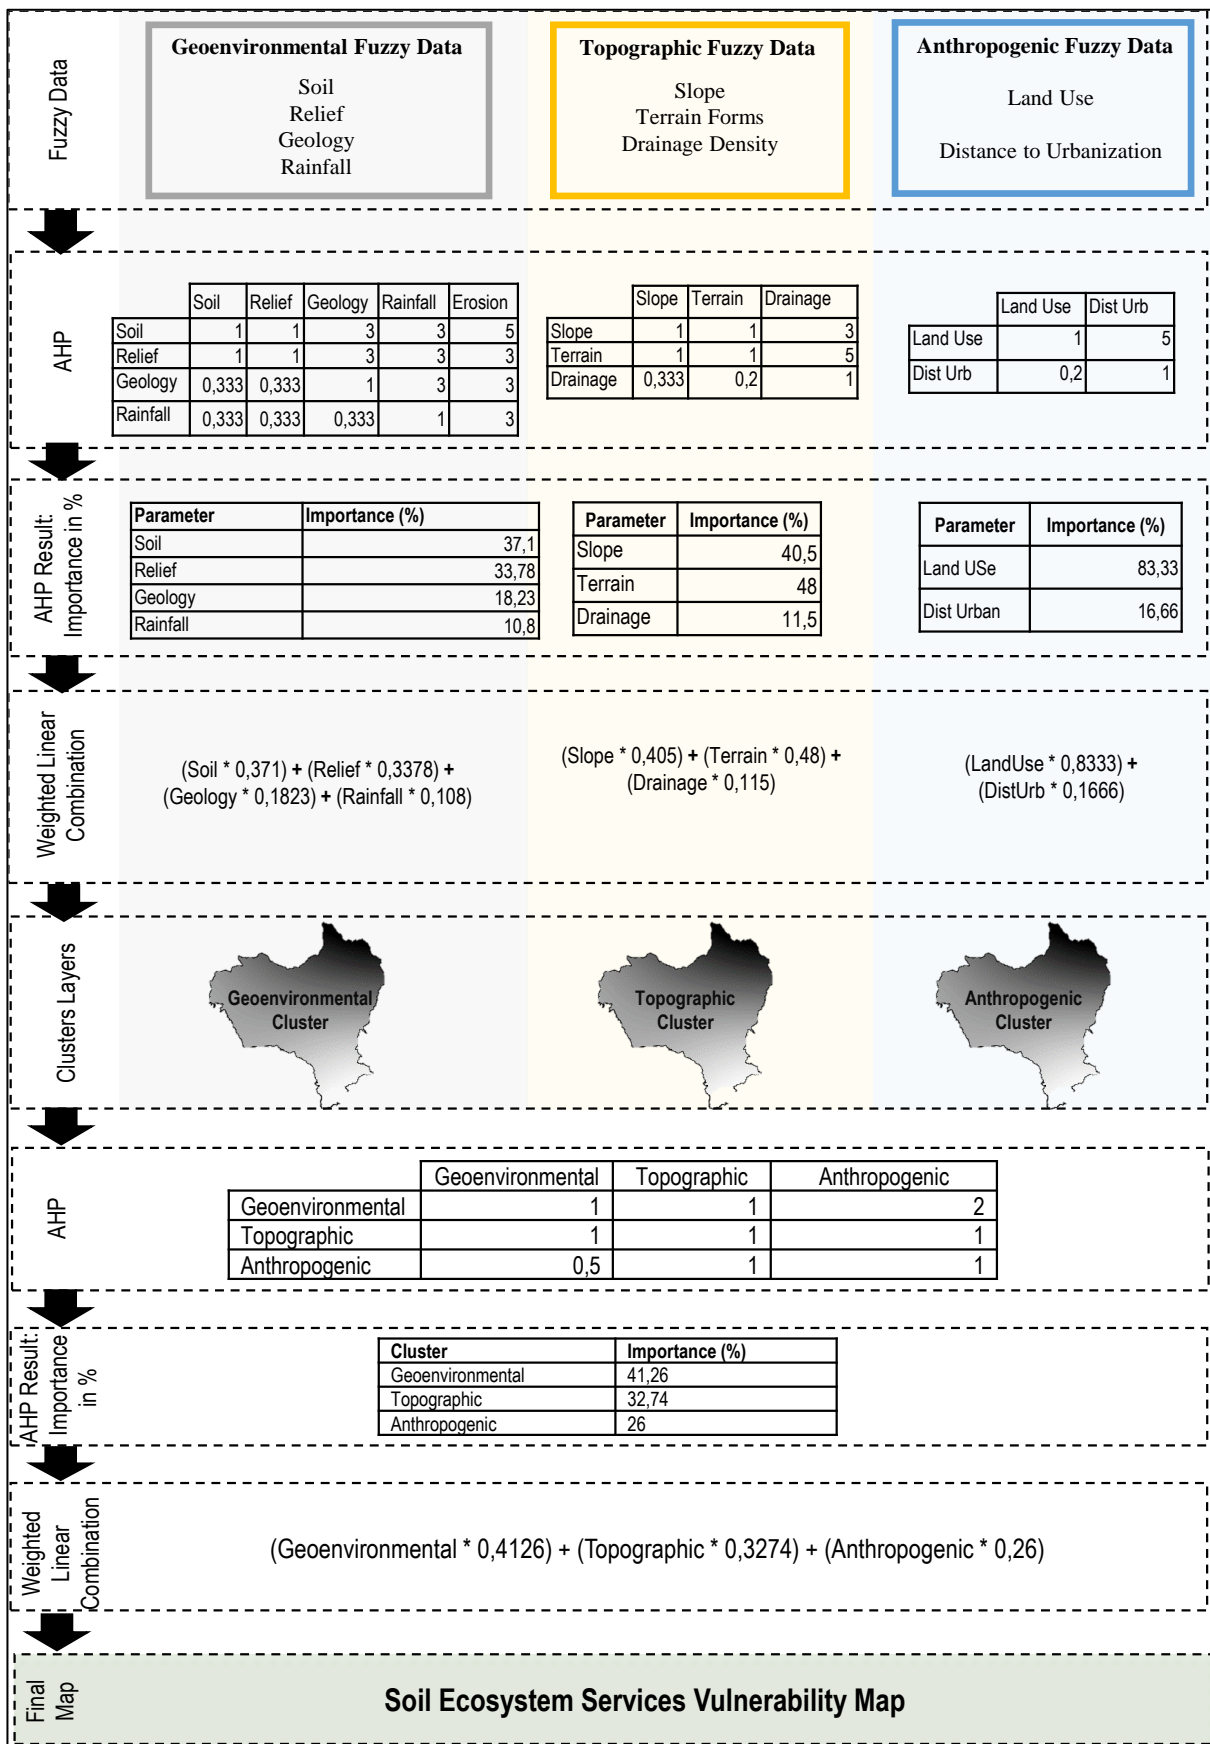 Fuzzy Data
Geoenvironmental Fuzzy Data
Soil
Relief
Geology
Rainfall
Topographic Fuzzy Data
Slope
Terrain Forms
Drainage Density
Anthropogenic Fuzzy Data
Land Use
Distance to Urbanization
AHP
Soil Relief Geology Rainfall Erosion
Soil 1 1 3 3 5
Relief 1 1 3 3 3
Geology 0,333 0,333 1 3 3
Rainfall 0,333 0,333 0,333 1 3
Slope Terrain Drainage
Slope 1 1 3
Terrain 1 1 5
Drainage 0,333 0,2 1
Land Use Dist Urb
Land Use 1 5
Dist Urb 0,2 1
AHP Result:
Importance in %
Parameter Importance (%)
Soil 37,1
Relief 33,78
Geology 18,23
Rainfall 10,8
Parameter Importance (%)
Slope 40,5
Terrain 48
Drainage 11,5
Parameter Importance (%)
Land USe 83,33
Dist Urban 16,66
Weighted Linear
Combination
(Soil * 0,371) + (Relief * 0,3378) +
(Geology * 0,1823) + (Rainfall * 0,108)
(Slope * 0,405) + (Terrain * 0,48) +
(Drainage * 0,115)
(LandUse * 0,8333) +
(DistUrb * 0,1666)
Clusters Layers
Geoenvironmental
Cluster
Topographic
Cluster
Anthropogenic
Cluster
AHP
Geoenvironmental Topographic Anthropogenic
Geoenvironmental 1 1 2
Topographic 1 1 1
Anthropogenic 0,5 1 1
AHP Result:
Importance
in %
Cluster Importance (%)
Geoenvironmental 41,26
Topographic 32,74
Anthropogenic 26
Weighted
Linear
Combination
(Geoenvironmental * 0,4126) + (Topographic * 0,3274) + (Anthropogenic * 0,26)
Final
Map
Soil Ecosystem Services Vulnerability Map